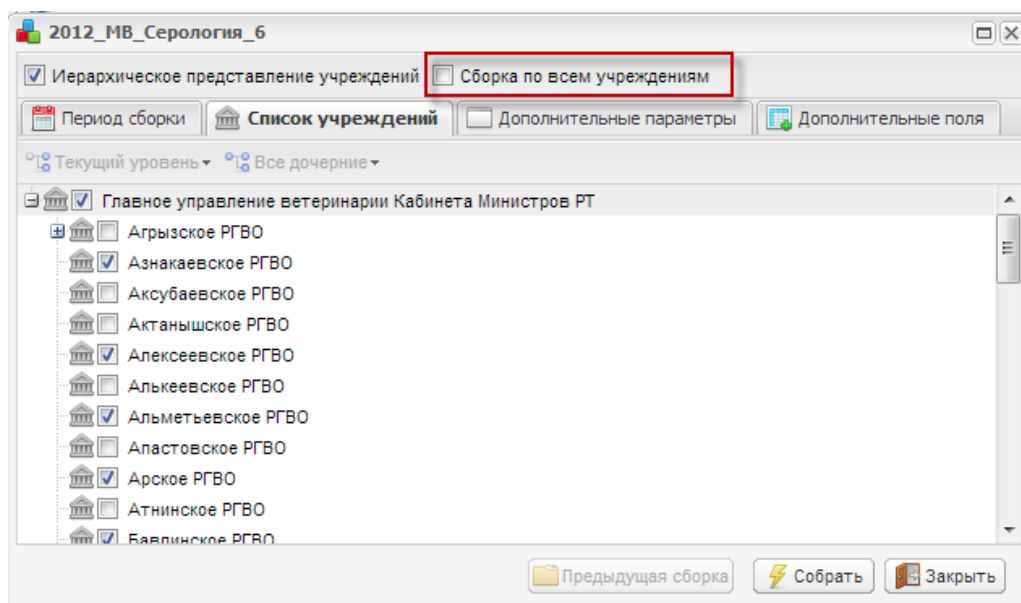 2012_МВ_Серология_6
Иерархическое представление учреждений Сборка по всем учреждениям
Период сборки Список учреждений Дополнительные параметры Дополнительные поля
Текущий уровень Все дочерние
Главное управление ветеринарии Кабинета Министров РТ
Агрызское РГВО
Азнакаевское РГВО
Аксубаевское РГВО
Актанышское РГВО
Алексеевское РГВО
Алькеевское РГВО
Альметьевское РГВО
Апастовское РГВО
Арское РГВО
Атнинское РГВО
Бавлинское РГВО
Предыдущая сборка Собрать Закрыть